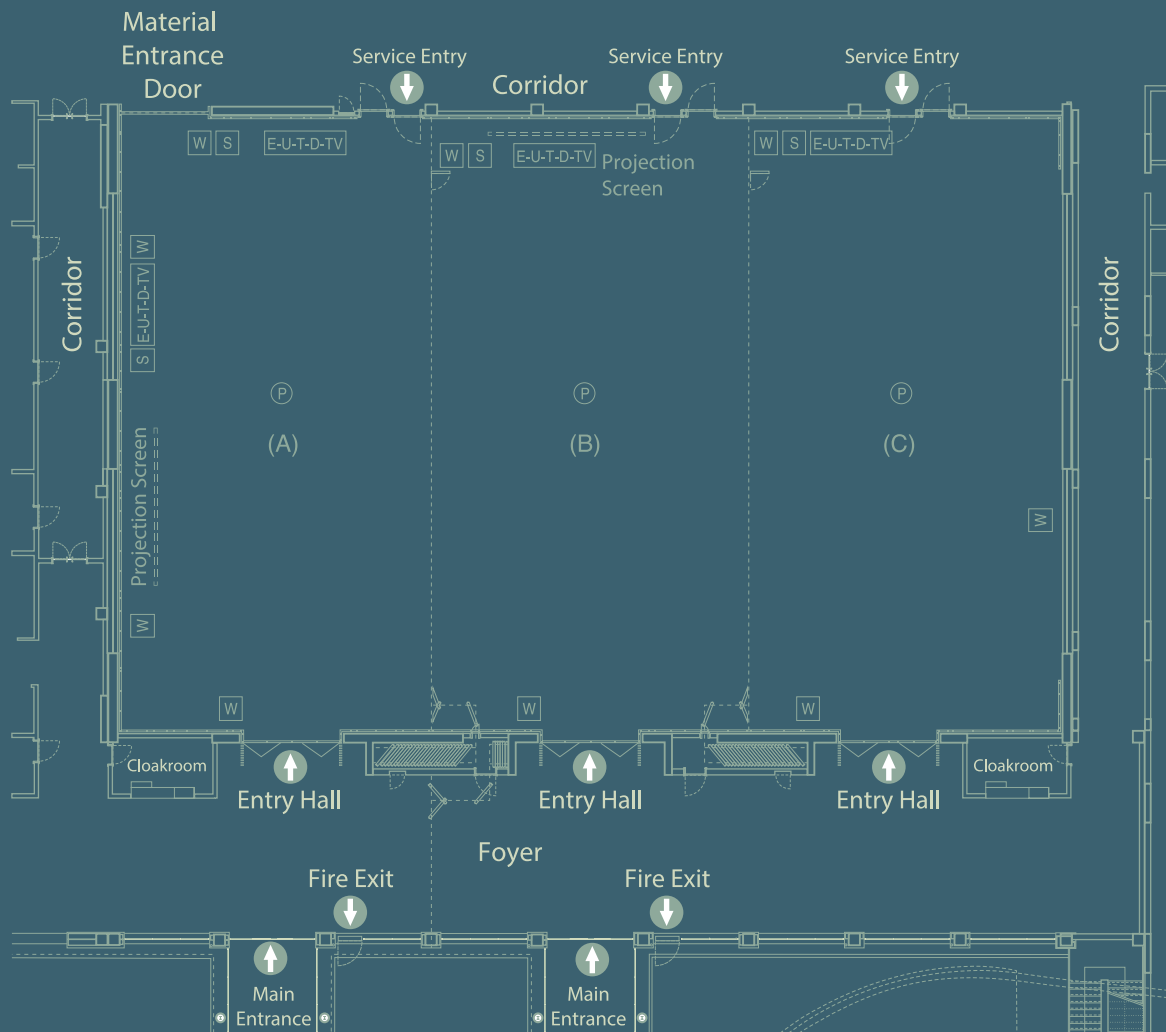 Material
Entrance
Door
Service Entry
Corridor
Service Entry
Service Entry
W
S
E-U-T-D-TV
W
S
E-U-T-D-TV
Projection
Screen
W
S
E-U-T-D-TV
Corridor
W
E-U-T-D-TV
S
Projection Screen
W
Corridor
P
(A)
P
(B)
P
(C)
W
W
W
W
Cloakroom
Entry Hall
Entry Hall
Entry Hall
Cloakroom
Foyer
Fire Exit
Fire Exit
Main
Entrance
Main
Entrance